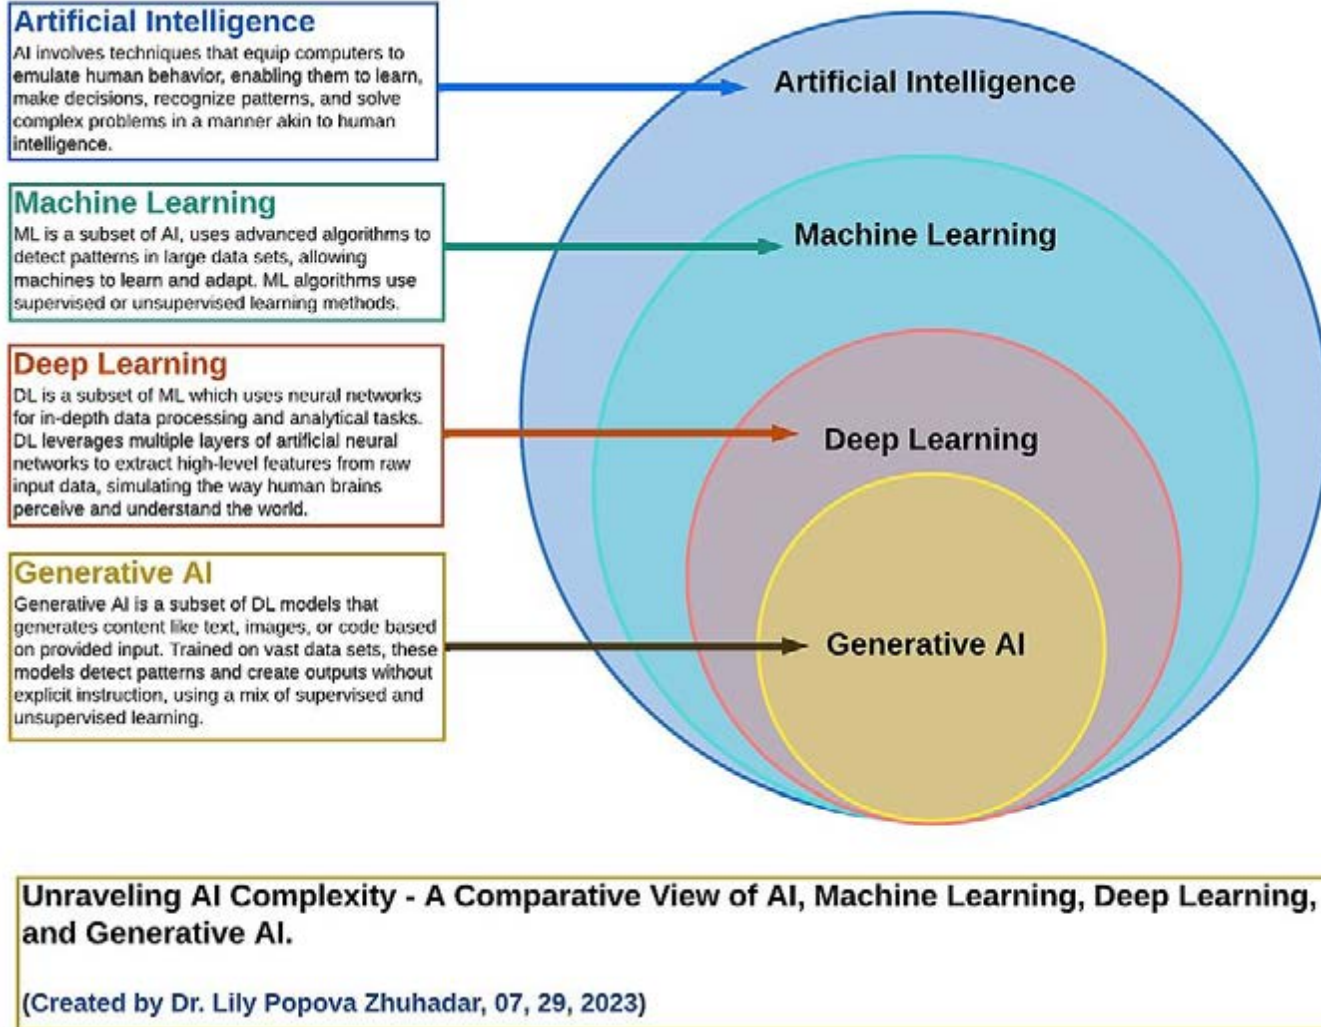 Artificial Intelligence
AI involves techniques that equip computers to
emulate human behavior, enabling them to learn,
make decisions, recognize patterns, and solve
complex problems in a manner akin to human
intelligence.
Machine Learning
ML is a subset of AI, uses advanced algorithms to
detect patterns in large data sets, allowing
machines to learn and adapt. ML algorithms use
supervised or unsupervised learning methods.
Deep Learning
DL is a subset of ML which uses neural networks
for in-depth data processing and analytical tasks.
DL leverages multiple layers of artificial neural
networks to extract high-level features from raw
input data, simulating the way human brains
perceive and understand the world.
Generative AI
Generative AI is a subset of DL models that
generates content like text, images, or code based
on provided input. Trained on vast data sets, these
models detect patterns and create outputs without
explicit instruction, using a mix of supervised and
unsupervised learning.
Artificial Intelligence
Machine Learning
Deep Learning
Generative AI
Unraveling AI Complexity - A Comparative View of AI, Machine Learning, Deep Learning,
and Generative AI.
(Created by Dr. Lily Popova Zhuhadar, 07, 29, 2023)